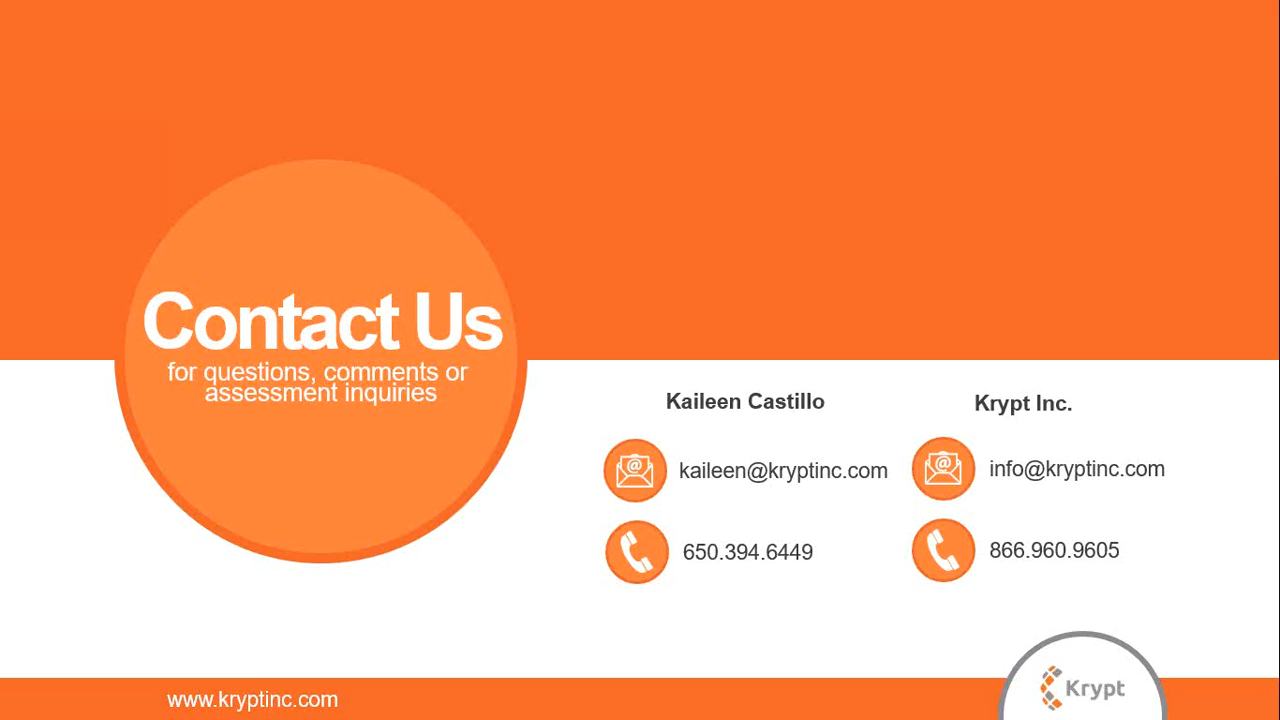 Contact Us
for questions, comments or
assessment inquiries
Kaileen Castillo
kaileen@kryptinc.com
650.394.6449
Krypt Inc.
info@kryptinc.com
866.960.9605
www.kryptinc.com
Krypt